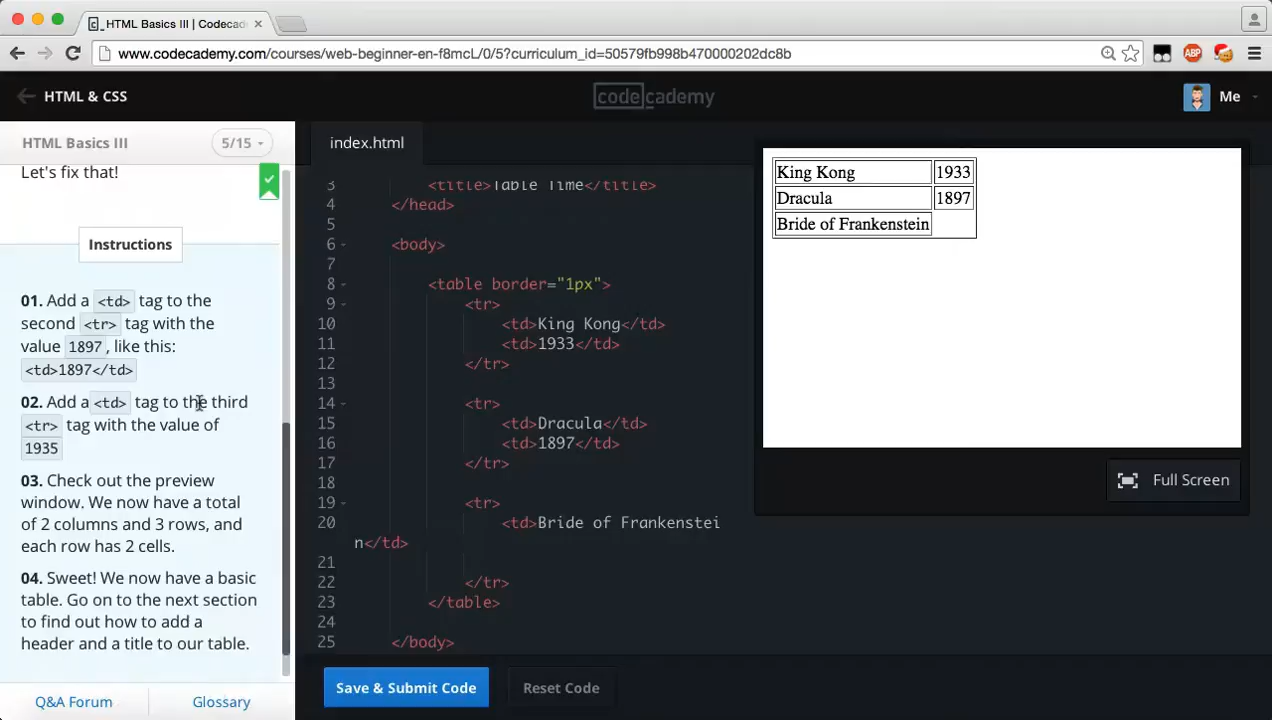 HTML Basics III | Codecad
www.codecademy.com/courses/web-beginner-en-f8mcL/0/5?curriculum_id=50579fb998b470000202dc8b
ABP
HTML & CSS
codecademy
Me
HTML Basics III
5/15
Let's fix that!
Instructions
01. Add a <td> tag to the
second <tr> tag with the
value 1897, like this:
<td>1897</td>
02. Add a <td> tag to the third
<tr> tag with the value of
1935
03. Check out the preview
window. We now have a total
of 2 columns and 3 rows, and
each row has 2 cells.
04. Sweet! We now have a basic
table. Go on to the next section
to find out how to add a
header and a title to our table.
Q&A Forum
Glossary
index.html
3 <title>Table Time</title>
4 </head>
5
6 <body>
7
8 <table border="1px">
9 <tr>
10 <td>King Kong</td>
11 <td>1933</td>
12 </tr>
13
14 <tr>
15 <td>Dracula</td>
16 <td>1897</td>
17 </tr>
18
19 <tr>
20 <td>Bride of Frankenstei
n</td>
21
22 </tr>
23 </table>
24
25 </body>
Save & Submit Code
Reset Code
King Kong 1933
Dracula 1897
Bride of Frankenstein
Full Screen